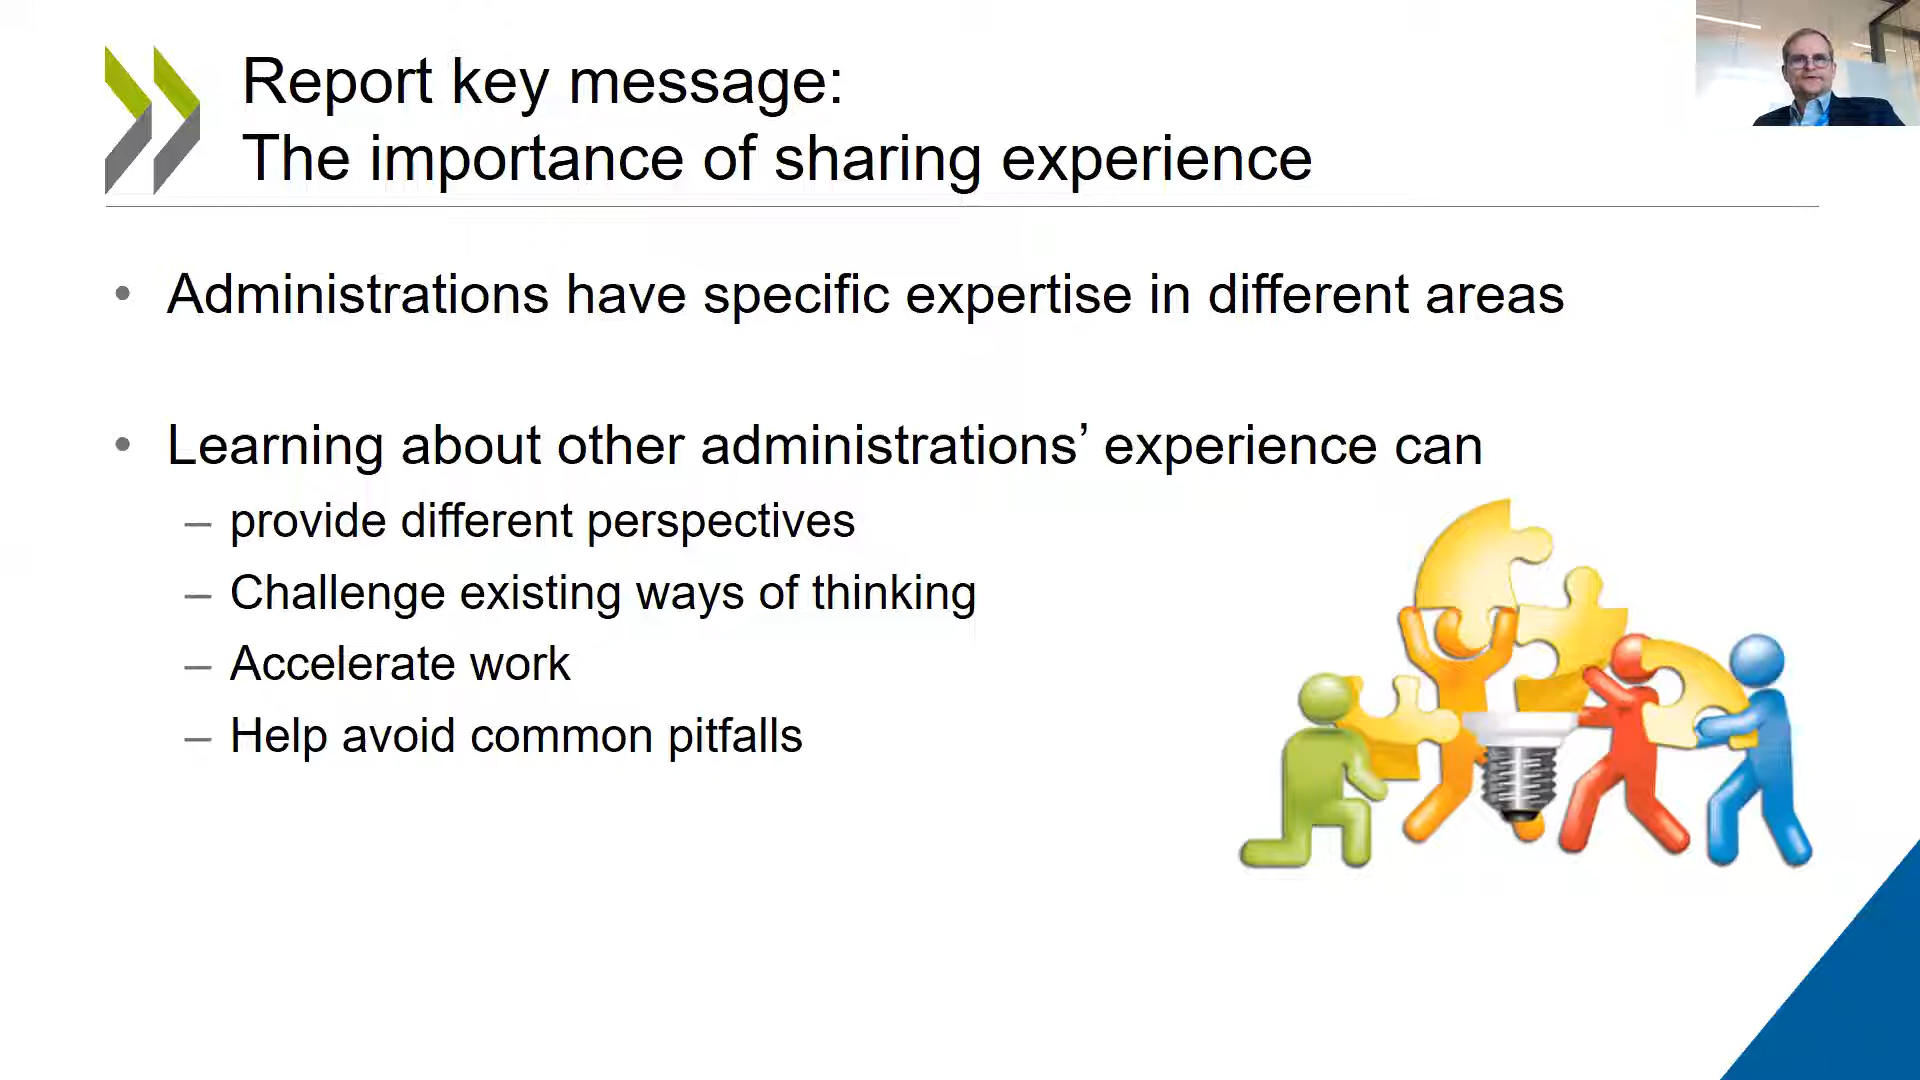 Report key message:
The importance of sharing experience
• Administrations have specific expertise in different areas
• Learning about other administrations’ experience can
– provide different perspectives
– Challenge existing ways of thinking
– Accelerate work
– Help avoid common pitfalls